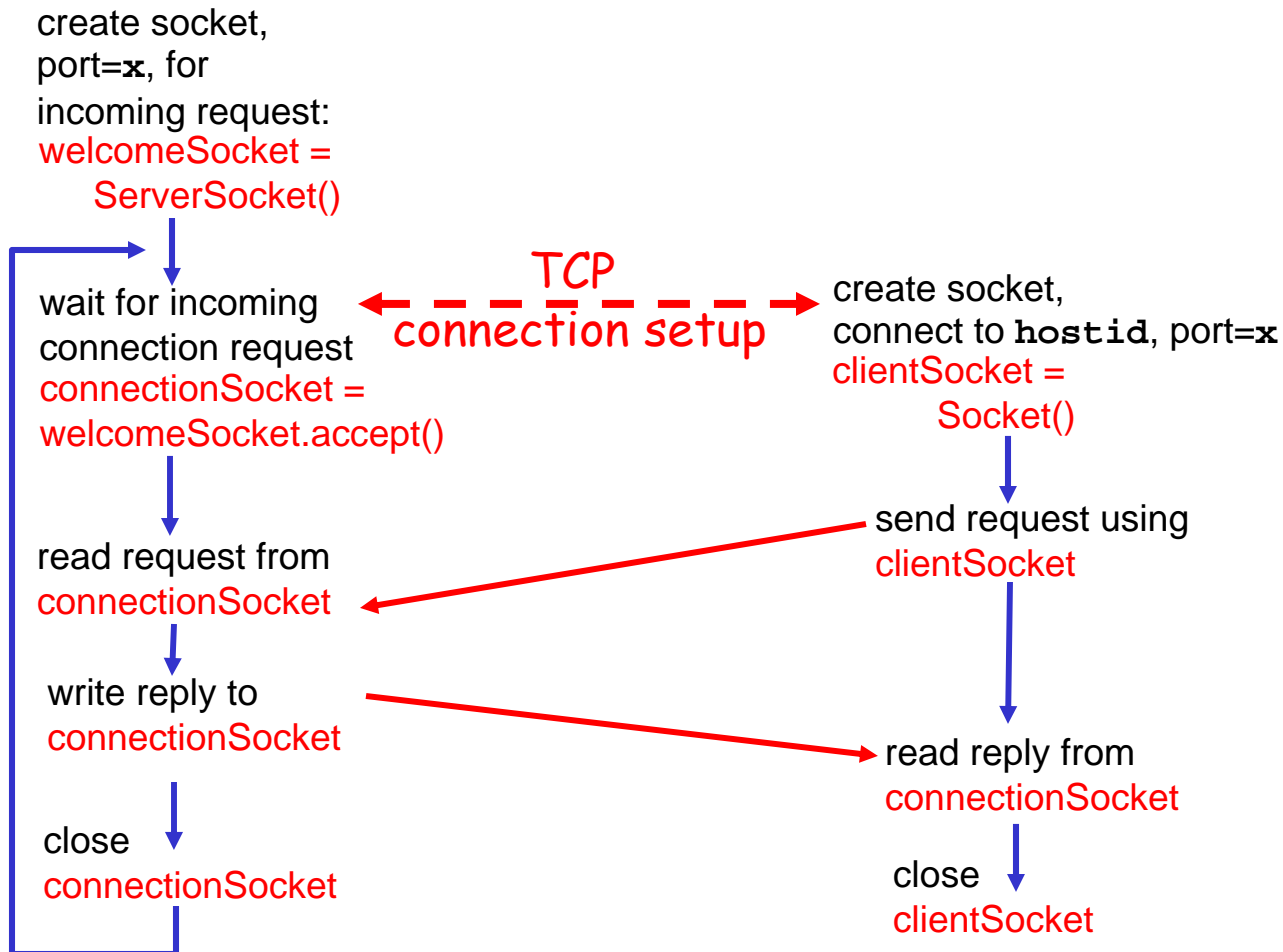 create socket,
port=x, for
incoming request:
welcomeSocket =
ServerSocket()
wait for incoming
connection request
connectionSocket =
welcomeSocket.accept()
read request from
connectionSocket
write reply to
connectionSocket
close
connectionSocket
TCP
connection setup
create socket,
connect to hostid, port=x
clientSocket =
Socket()
send request using
clientSocket
read reply from
connectionSocket
close
clientSocket